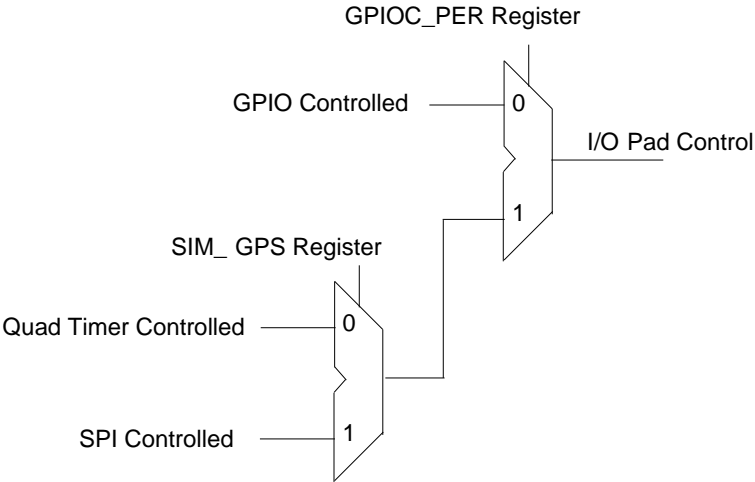 GPIOC_PER Register
GPIO Controlled
0
I/O Pad Control
1
SIM_ GPS Register
Quad Timer Controlled
0
SPI Controlled
1